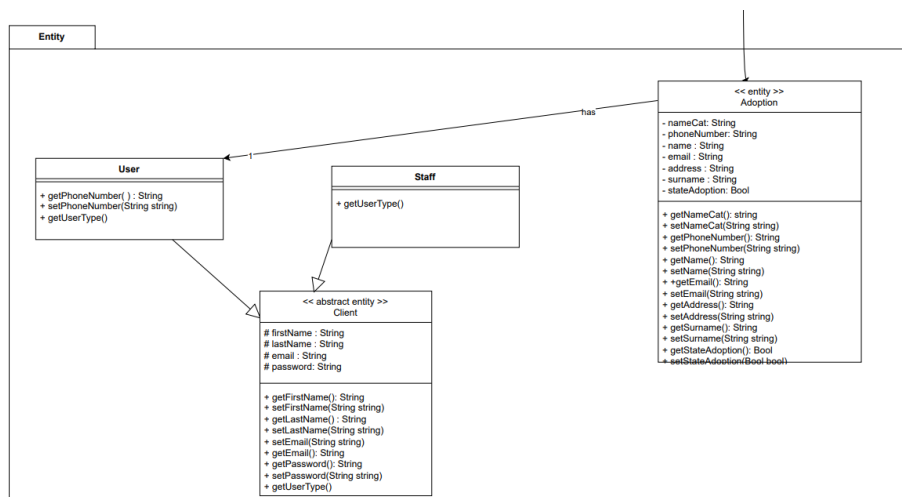 Entity
<< entity >>
Adoption
- nameCat: String
- phoneNumber: String
- name : String
- email : String
- address : String
- surname : String
- stateAdoption: Bool
+ getNameCat(): string
+ setNameCat(String string)
+ getPhoneNumber(): String
+ setPhoneNumber(String string)
+ getName(): String
+ setName(String string)
+ +getEmail(): String
+ setEmail(String string)
+ getAddress(): String
+ setAddress(String string)
+ getSurname(): String
+ setSurname(String string)
+ getStateAdoption(): Bool
+ setStateAdoption(Bool bool)
has
1
User
+ getPhoneNumber( ) : String
+ setPhoneNumber(String string)
+ getUserType()
Staff
+ getUserType()
<< abstract entity >>
Client
# firstName : String
# lastName : String
# email : String
# password: String
+ getFirstName(): String
+ setFirstName(String string)
+ getLastName() : String
+ setLastName(String string)
+ setEmail(String string)
+ getEmail(): String
+ getPassword(): String
+ setPassword(String string)
+ getUserType()